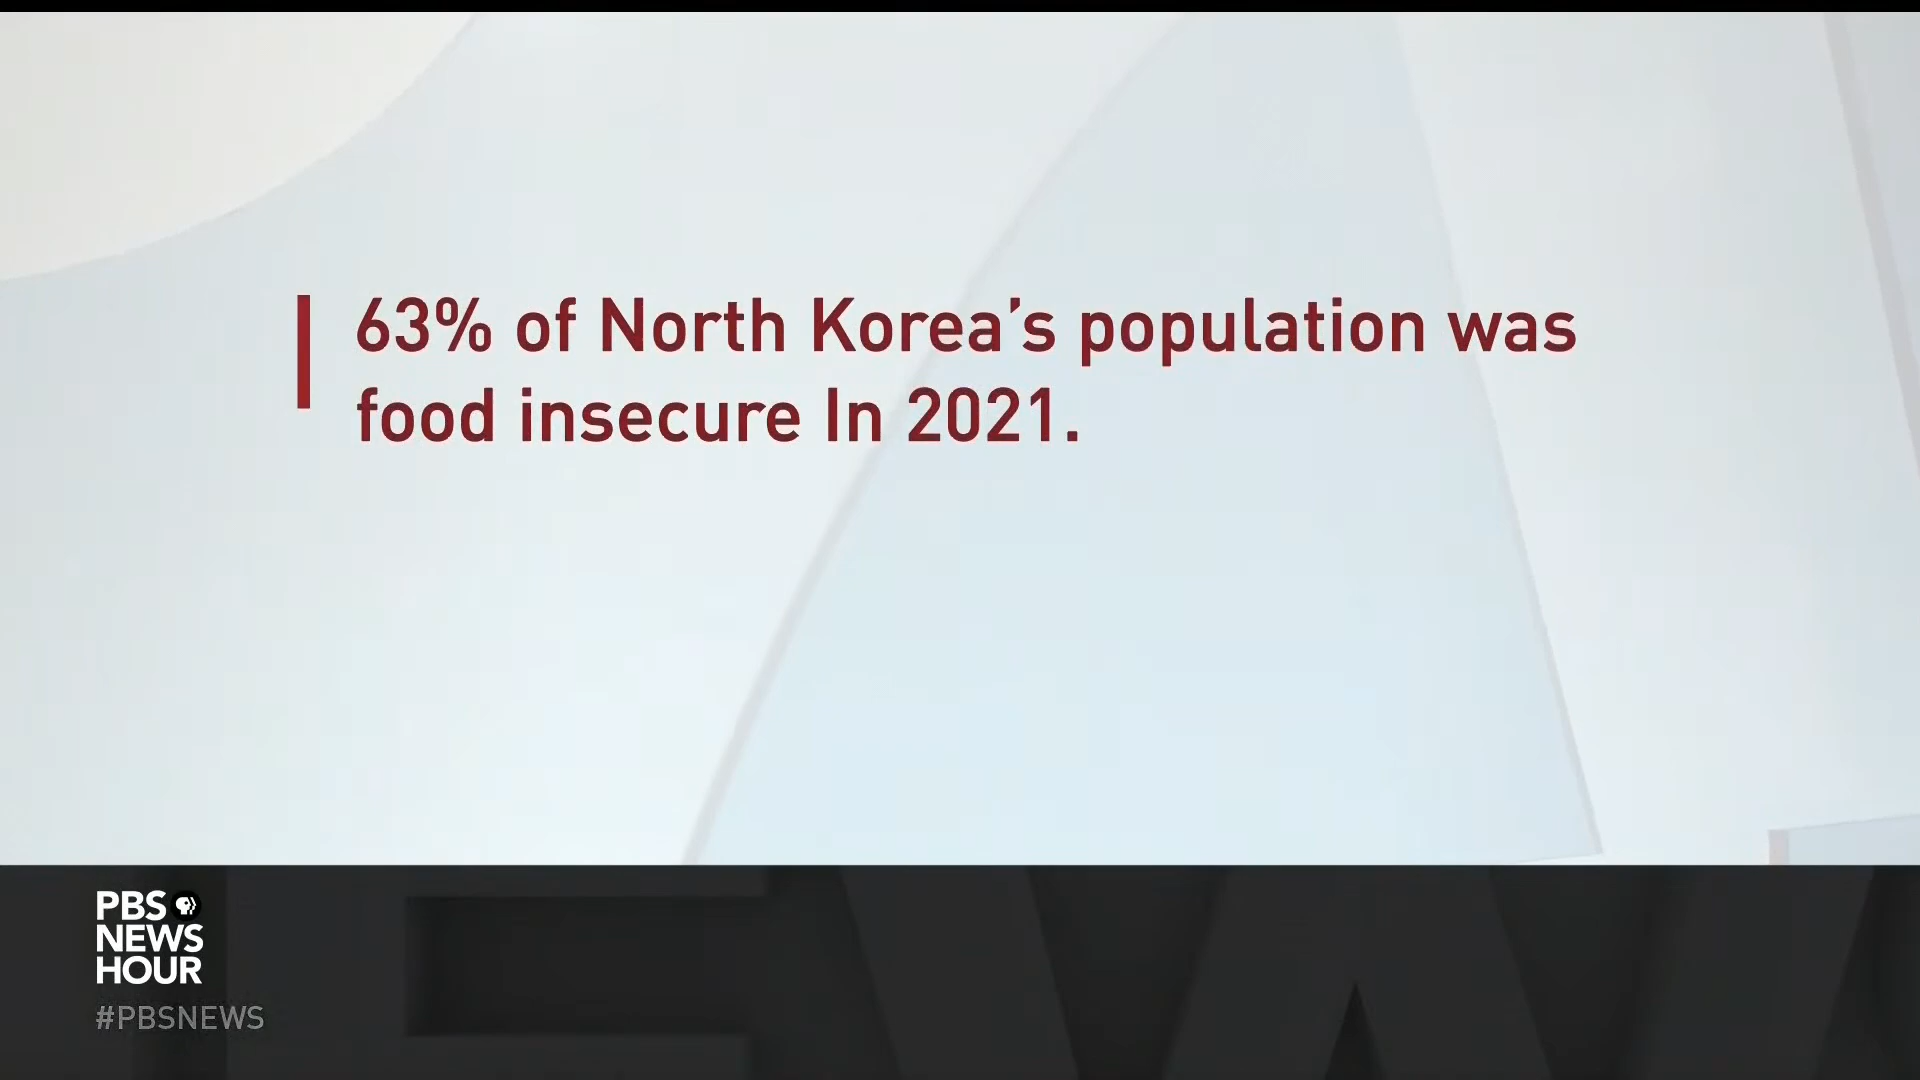 63% of North Korea’s population was
food insecure In 2021.
PBS
NEWS
HOUR
#PBSNEWS